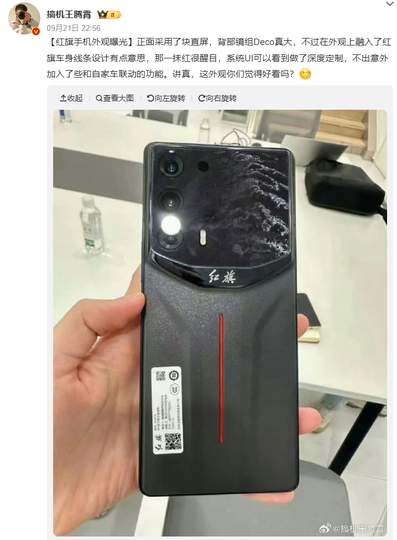 搞机王腾霄
09月21日 22:56
【红旗手机外观曝光】正面采用了块直屏，背部镜组Deco真大，不过在外观上融入了红
旗车身线条设计有点意思，那一抹红很醒目，系统UI可以看到做了深度定制，不出意外
加入了些和自家车联动的功能。讲真，这外观你们觉得好看吗？
收起 查看大图 向左旋转 向右旋转
红旗